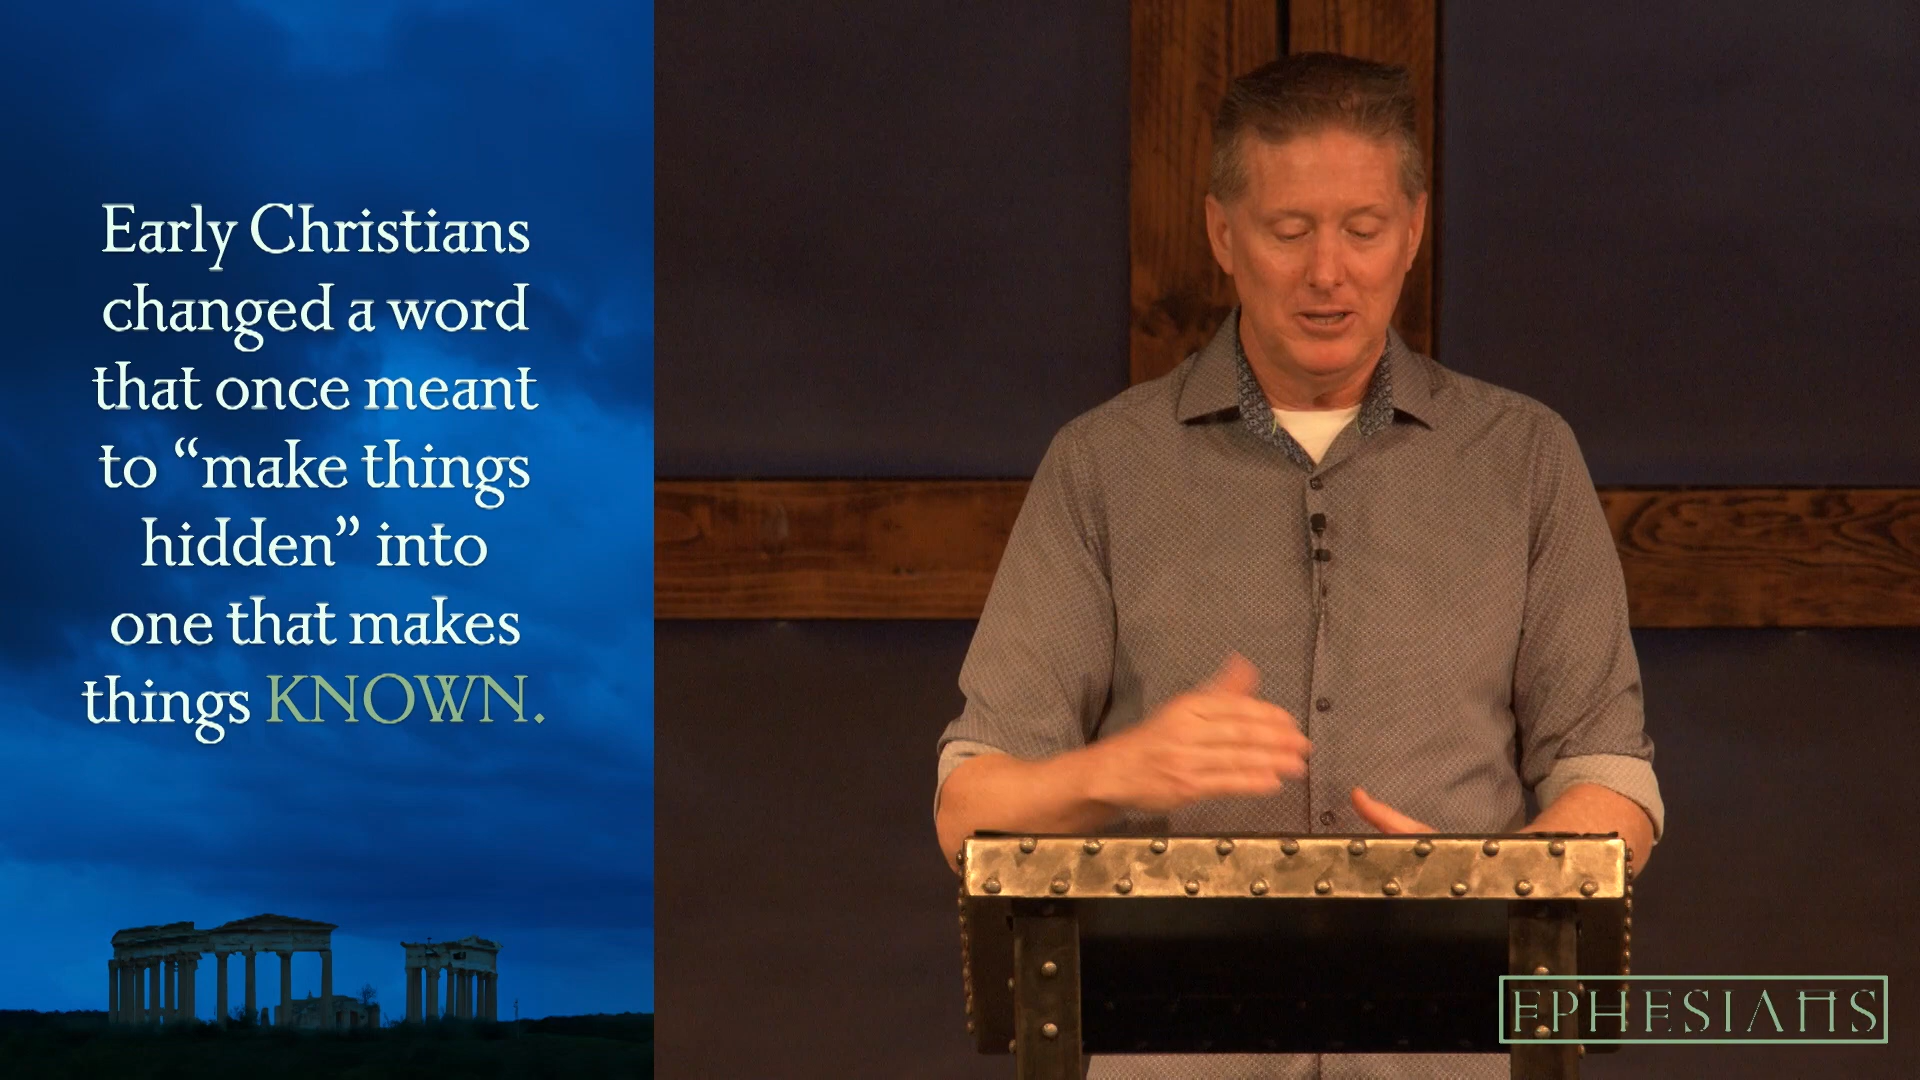 Early Christians
changed a word
that once meant
to “make things
hidden” into
one that makes
things KNOWN.
EPHESIANS